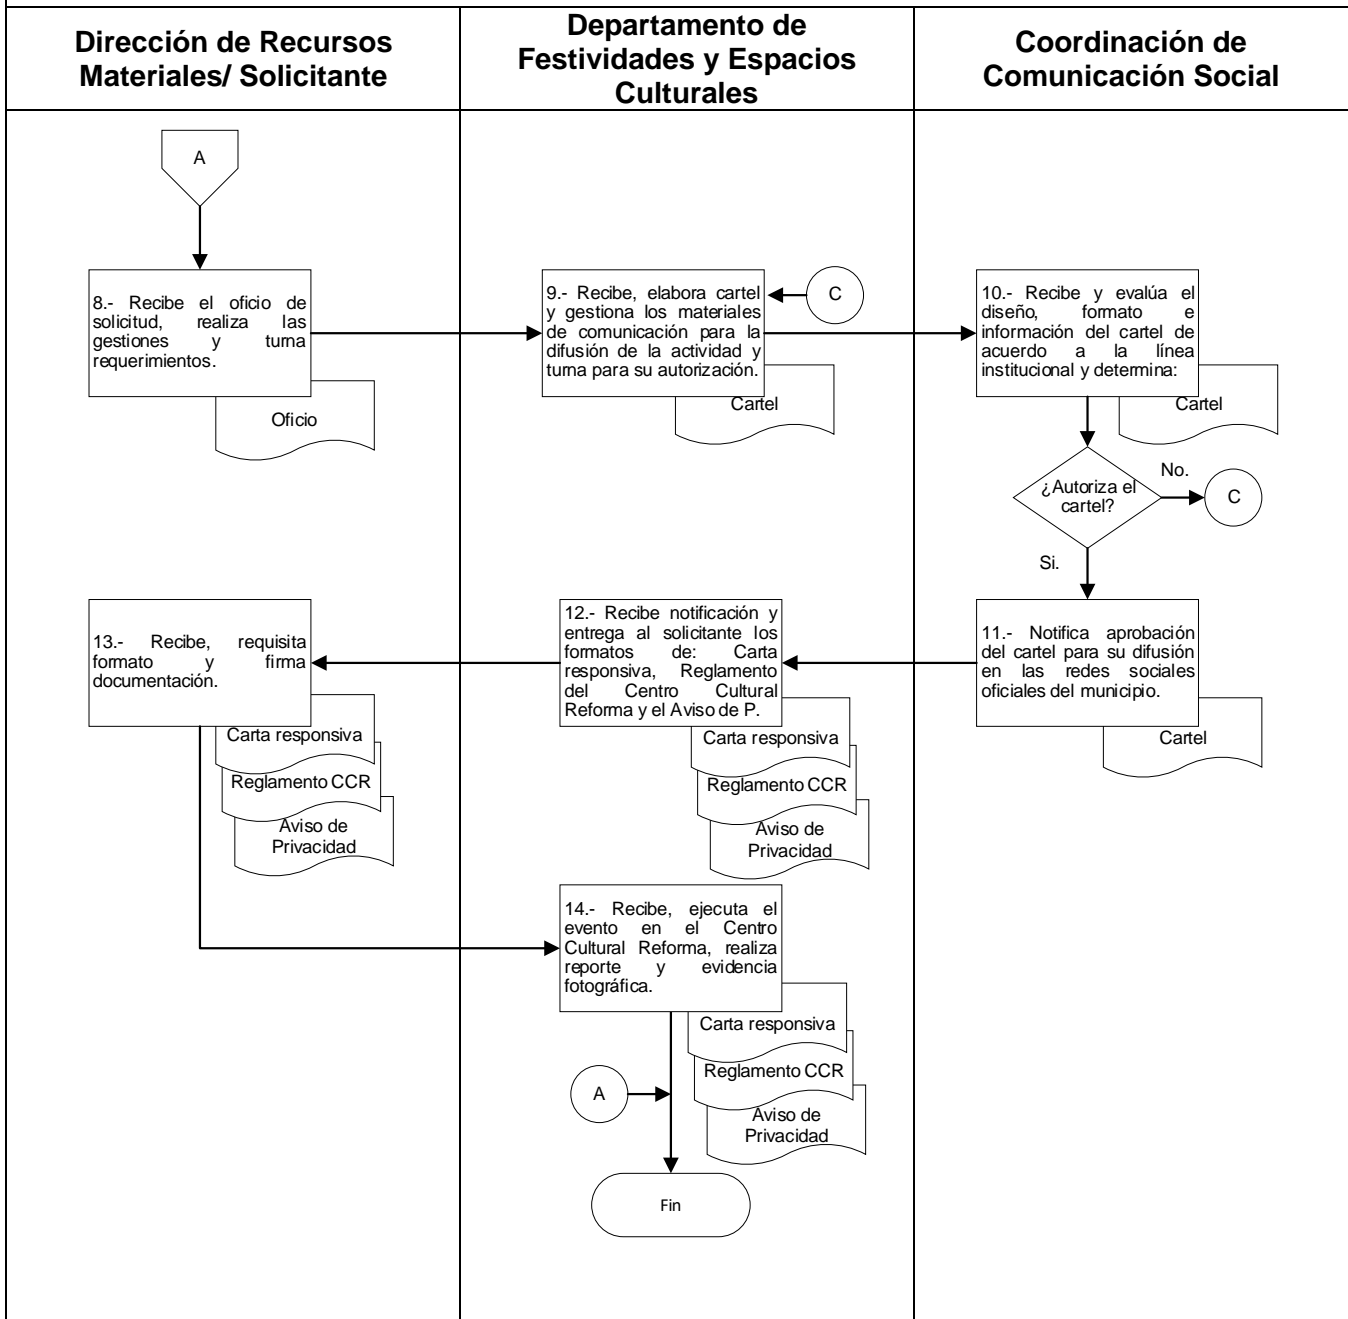 Dirección de Recursos
Materiales/ Solicitante
Departamento de
Festividades y Espacios
Culturales
Coordinación de
Comunicación Social
A
8.- Recibe el oficio de
solicitud, realiza las
gestiones y turna
requerimientos.
Oficio
9.- Recibe, elabora cartel
y gestiona los materiales
de comunicación para la
difusión de la actividad y
turna para su autorización.
Cartel
C
10.- Recibe y evalúa el
diseño, formato e
información del cartel de
acuerdo a la línea
institucional y determina:
Cartel
¿Autoriza el
cartel?
No.
C
Si.
11.- Notifica aprobación
del cartel para su difusión
en las redes sociales
oficiales del municipio.
Cartel
12.- Recibe notificación y
entrega al solicitante los
formatos de: Carta
responsiva, Reglamento
del Centro Cultural
Reforma y el Aviso de P.
Carta responsiva
Reglamento CCR
Aviso de
Privacidad
13.- Recibe, requisita
formato y firma
documentación.
Carta responsiva
Reglamento CCR
Aviso de
Privacidad
14.- Recibe, ejecuta el
evento en el Centro
Cultural Reforma, realiza
reporte y evidencia
fotográfica.
Carta responsiva
Reglamento CCR
Aviso de
Privacidad
A
Fin